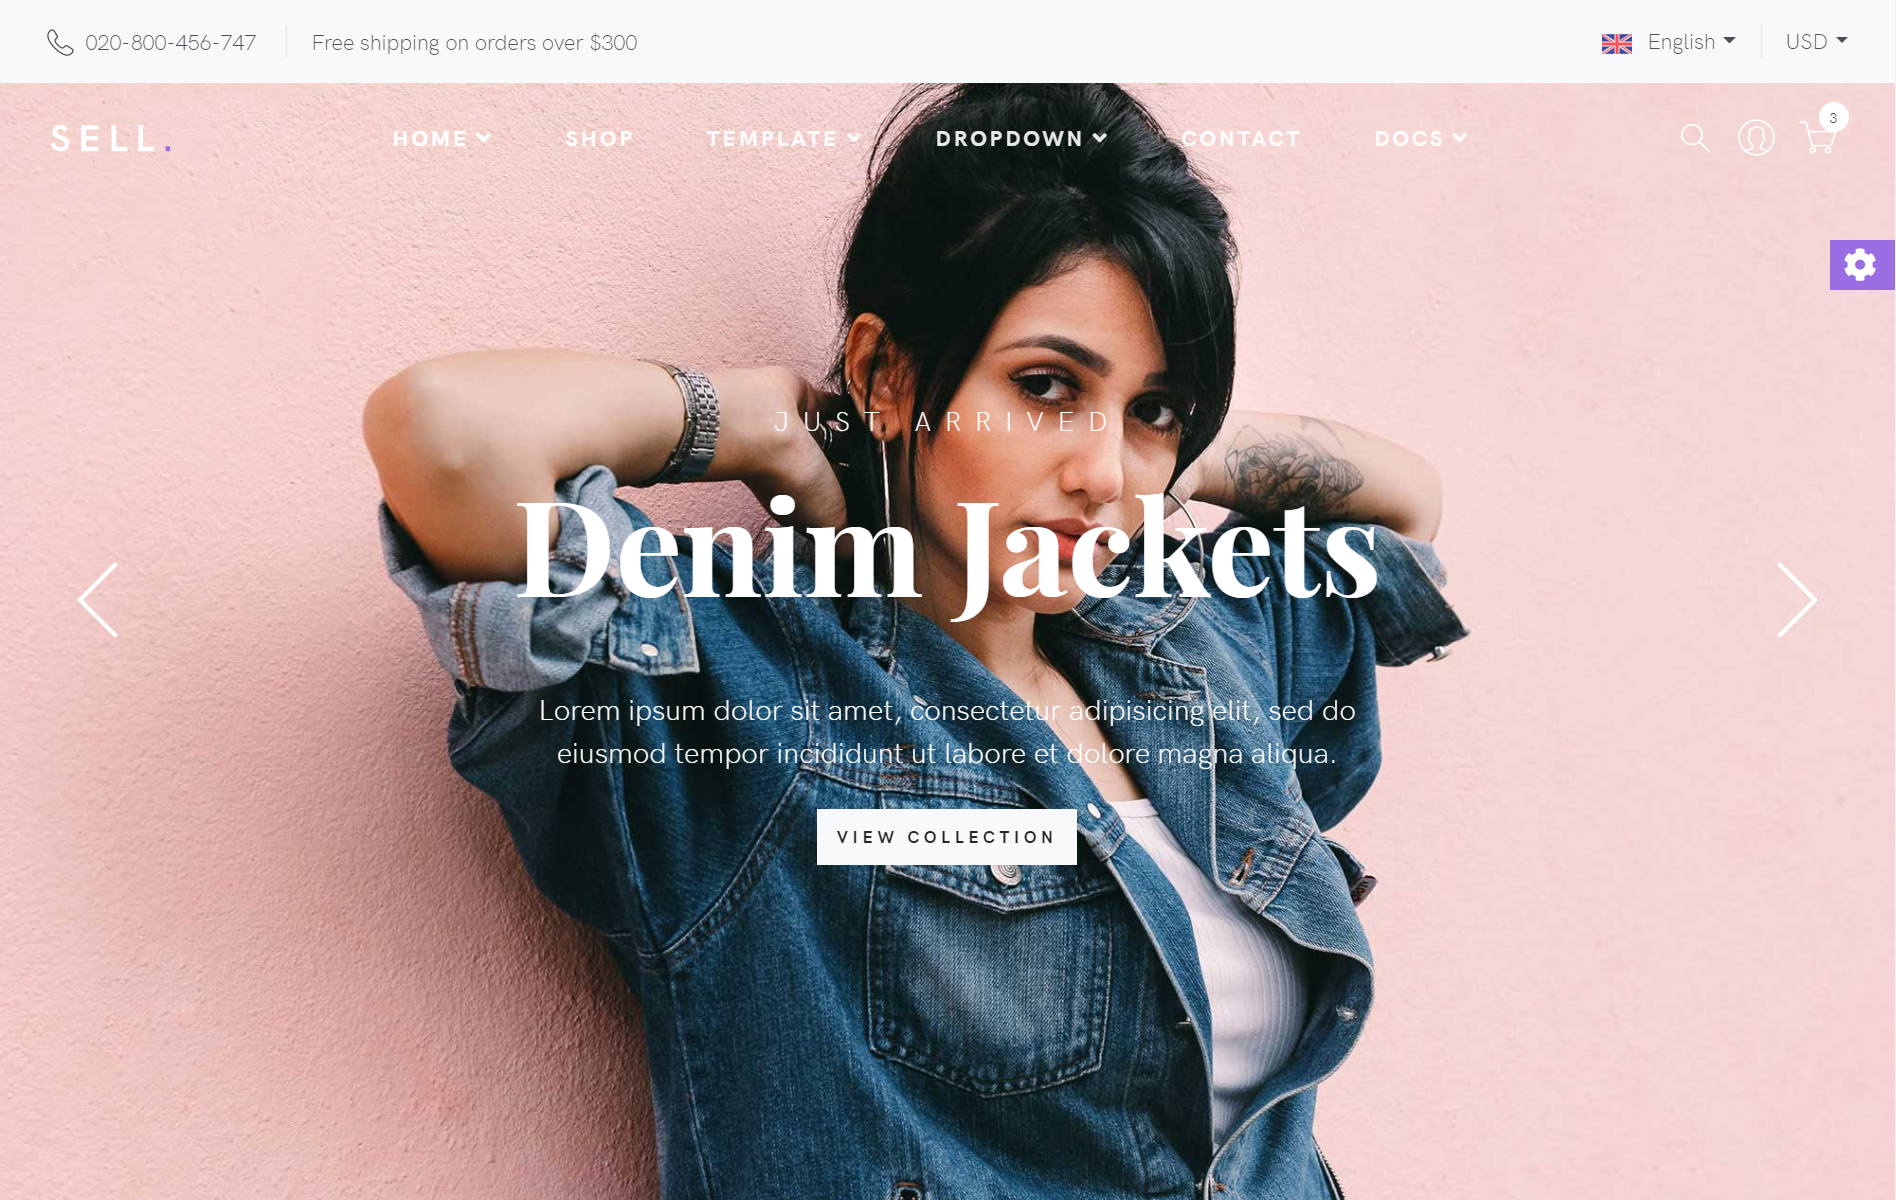 020-800-456-747
Free shipping on orders over $300
English
USD
SELL.
HOME
SHOP
TEMPLATE
DROPDOWN
CONTACT
DOCS
3
JUST ARRIVED
Denim Jackets
Lorem ipsum dolor sit amet, consectetur adipisicing elit, sed do
eiusmod tempor incididunt ut labore et dolore magna aliqua.
VIEW COLLECTION